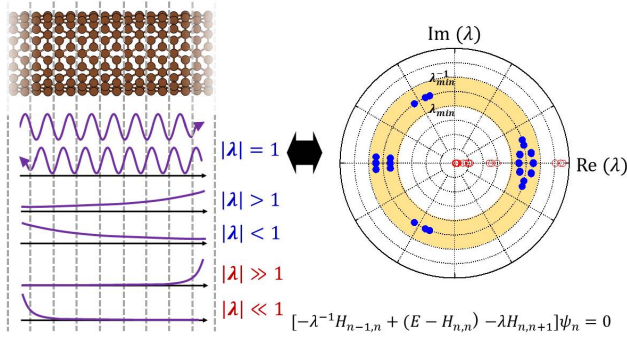 |λ| = 1
|λ| > 1
|λ| < 1
|λ| ≫ 1
|λ| ≪ 1
Im (λ)
λ_min^{-1}
λ_min
Re (λ)
[−λ^{-1}H_{n−1,n} + (E − H_{n,n}) −λH_{n,n+1}]ψ_n = 0